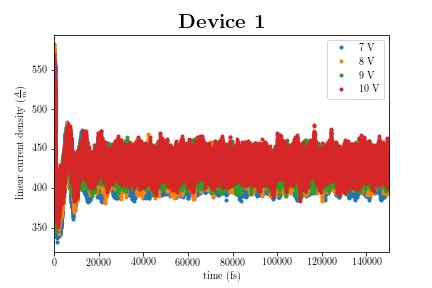 Device 1
7 V
8 V
9 V
10 V
550
500
450
400
350
linear current density (A/m)
0
20000
40000
60000
80000
100000
120000
140000
time (fs)